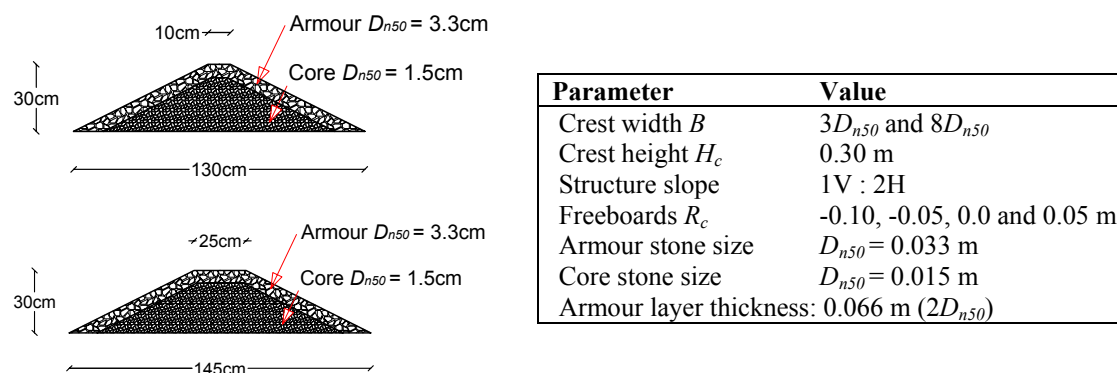 10cm
Armour Dn50 = 3.3cm
Core Dn50 = 1.5cm
30cm
130cm
25cm
Armour Dn50 = 3.3cm
Core Dn50 = 1.5cm
30cm
145cm
Parameter Value
Crest width B 3Dn50 and 8Dn50
Crest height Hc 0.30 m
Structure slope 1V : 2H
Freeboards Rc -0.10, -0.05, 0.0 and 0.05 m
Armour stone size Dn50 = 0.033 m
Core stone size Dn50 = 0.015 m
Armour layer thickness: 0.066 m (2Dn50)